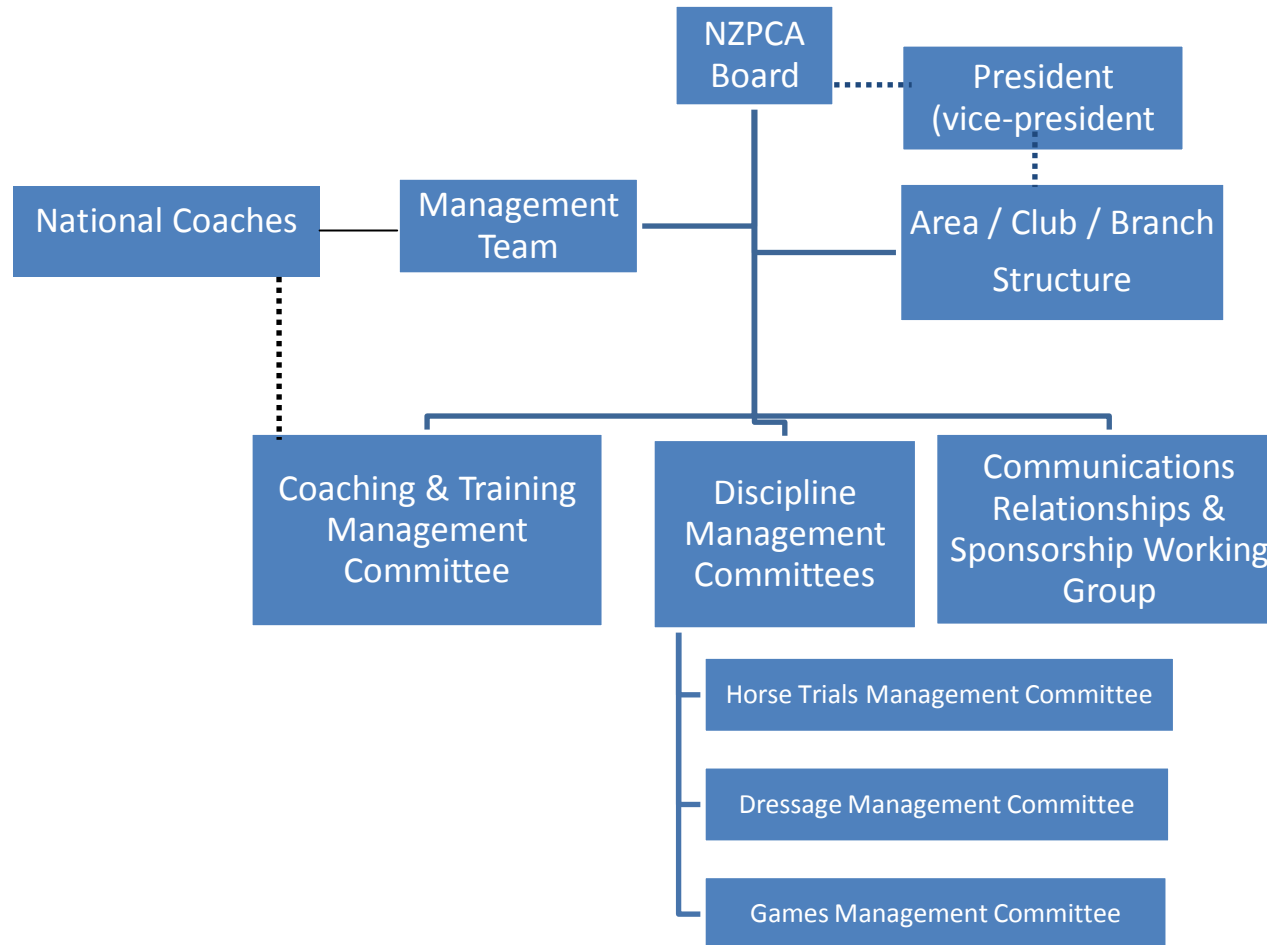 NZPCA
Board
President
(vice-president
National Coaches
Management
Team
Area / Club / Branch
Structure
Coaching & Training
Management
Committee
Discipline
Management
Committees
Communications
Relationships &
Sponsorship Working
Group
Horse Trials Management Committee
Dressage Management Committee
Games Management Committee